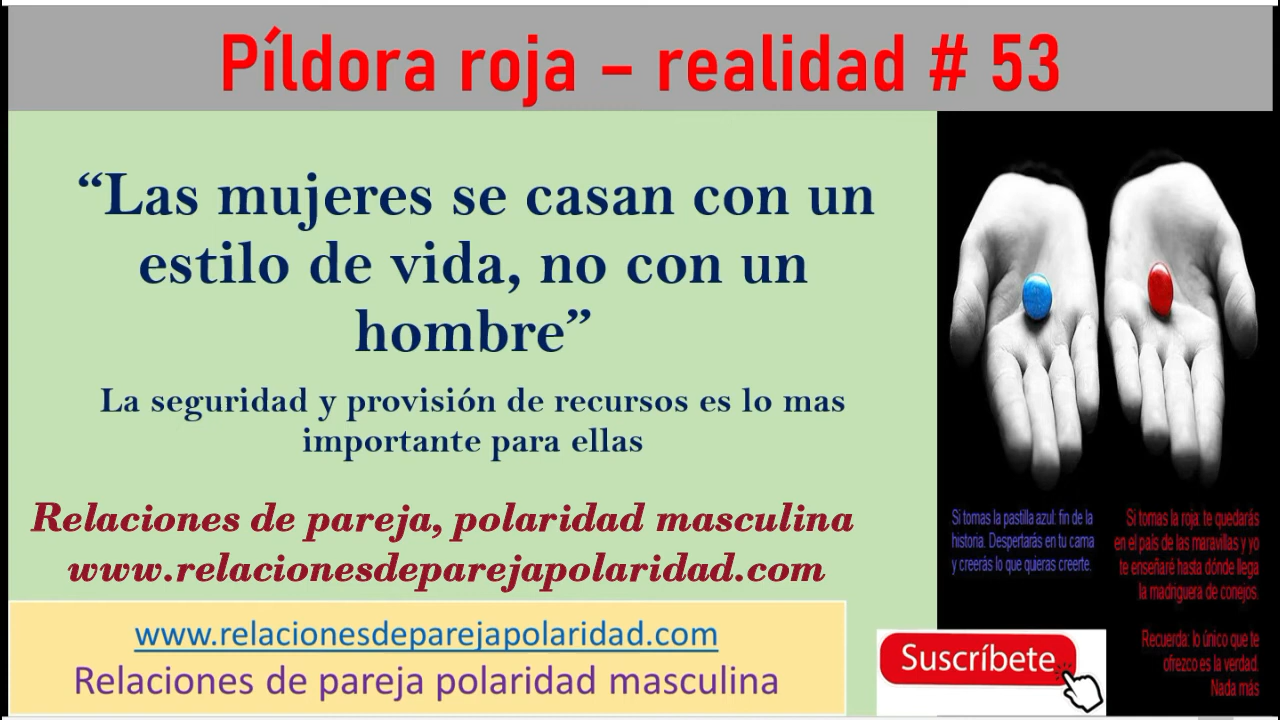 Píldora roja – realidad # 53
“Las mujeres se casan con un
estilo de vida, no con un
hombre”
La seguridad y provisión de recursos es lo mas
importante para ellas
Relaciones de pareja, polaridad masculina
www.relacionesdeparejapolaridad.com
www.relacionesdeparejapolaridad.com
Relaciones de pareja polaridad masculina
Si tomas la pastilla azul: fin de la
historia. Despertarás en tu cama
y creerás lo que quieras creerte.
Si tomas la roja: te quedarás
en el país de las maravillas y yo
te enseñaré hasta dónde llega
la madriguera de conejos.
Recuerda: lo único que te
ofrezco es la verdad.
Nada más
Suscríbete